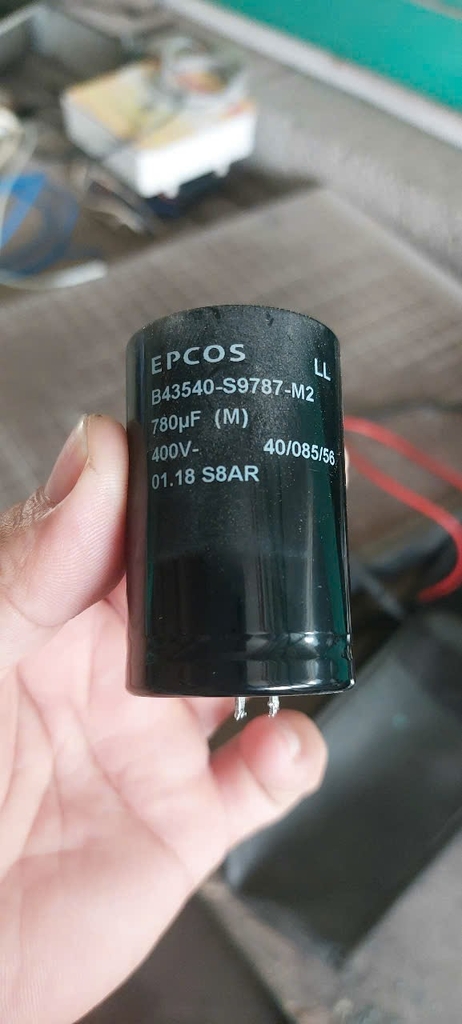 EPCOS LL
B43540-S9787-M2
780µF (M)
400V- 40/085/56
01.18 S8AR